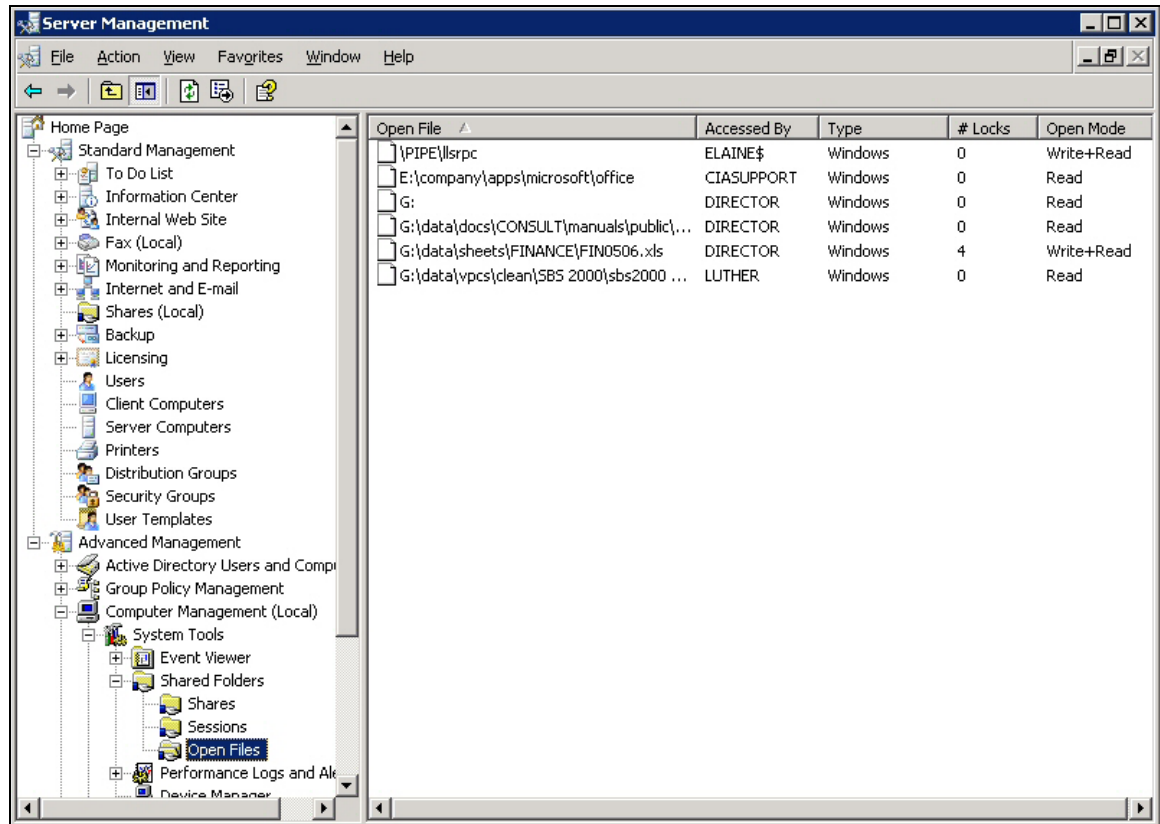 Server Management
File Action View Favorites Window Help
Home Page
Standard Management
To Do List
Information Center
Internal Web Site
Fax (Local)
Monitoring and Reporting
Internet and E-mail
Shares (Local)
Backup
Licensing
Users
Client Computers
Server Computers
Printers
Distribution Groups
Security Groups
User Templates
Advanced Management
Active Directory Users and Compu
Group Policy Management
Computer Management (Local)
System Tools
Event Viewer
Shared Folders
Shares
Sessions
Open Files
Performance Logs and Ale
Device Manager
Open File Accessed By Type # Locks Open Mode
\PIPE\llsrpc ELAINE$ Windows 0 Write+Read
E:\company\apps\microsoft\office CIASUPPORT Windows 0 Read
G: DIRECTOR Windows 0 Read
G:\data\docs\CONSULT\manuals\public\... DIRECTOR Windows 0 Read
G:\data\sheets\FINANCE\FIN0506.xls DIRECTOR Windows 4 Write+Read
G:\data\vpcs\clean\SBS 2000\sbs2000 ... LUTHER Windows 0 Read